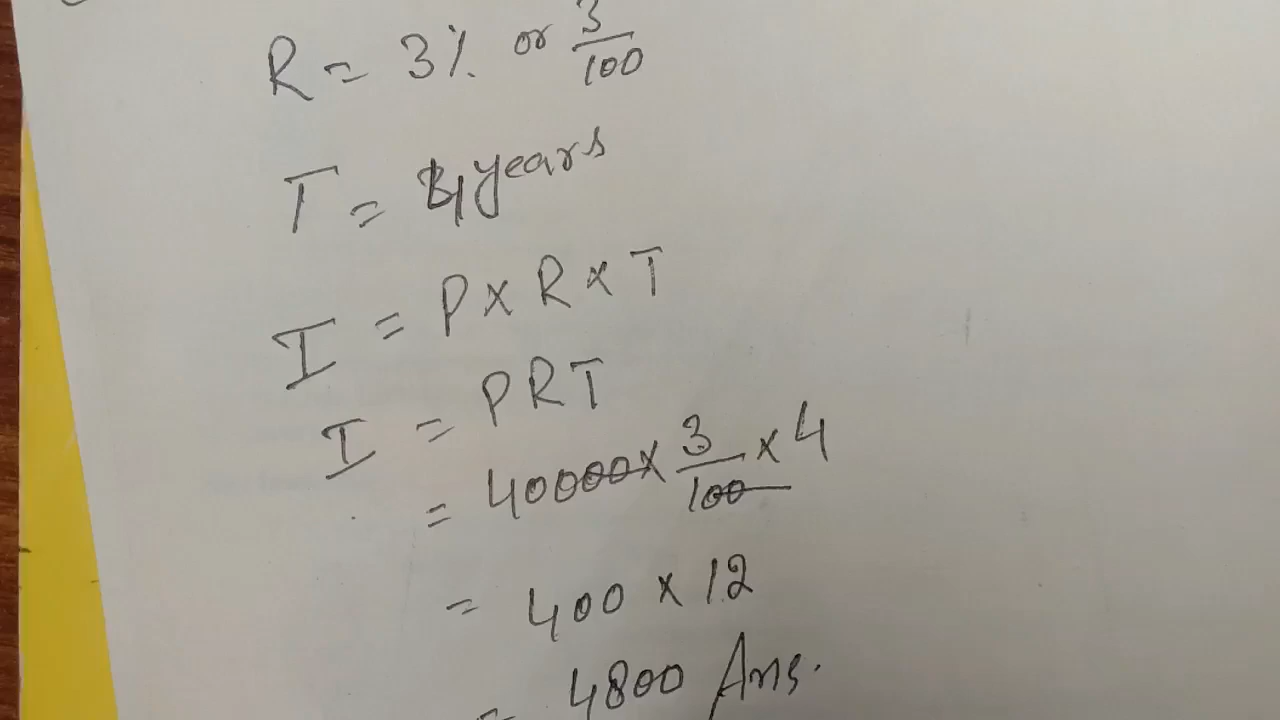 R = 3% or 3/100
T = 4 years
I = P x R x T
I = PRT
= 40000 x 3/100 x 4
= 400 x 12
= 4800 Ans.